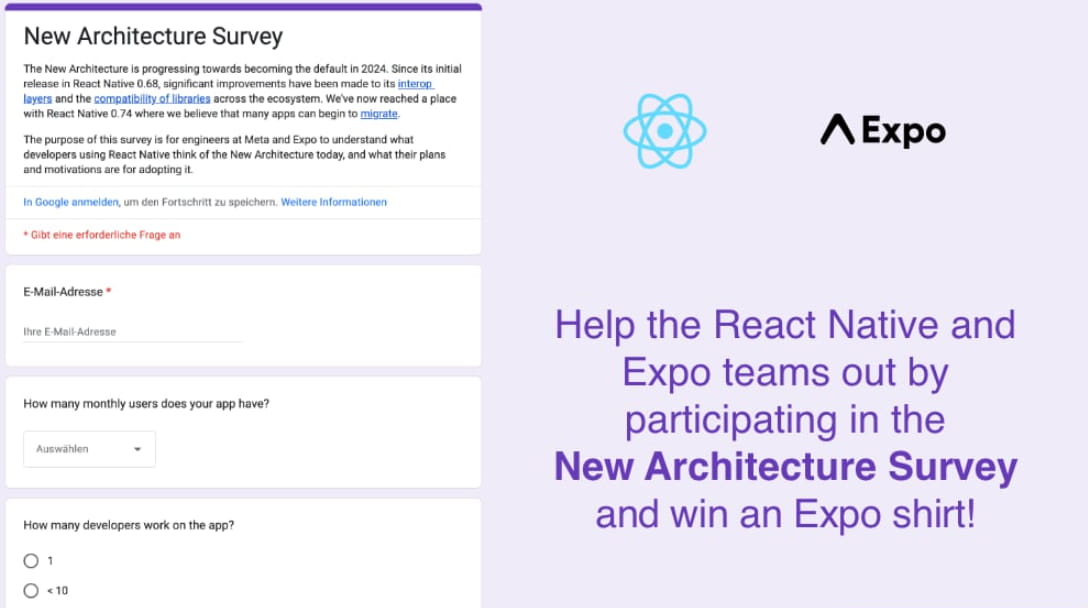 New Architecture Survey
The New Architecture is progressing towards becoming the default in 2024. Since its initial
release in React Native 0.68, significant improvements have been made to its interop
layers and the compatibility of libraries across the ecosystem. We've now reached a place
with React Native 0.74 where we believe that many apps can begin to migrate.
The purpose of this survey is for engineers at Meta and Expo to understand what
developers using React Native think of the New Architecture today, and what their plans
and motivations are for adopting it.
In Google anmelden, um den Fortschritt zu speichern. Weitere Informationen
* Gibt eine erforderliche Frage an
E-Mail-Adresse *
Ihre E-Mail-Adresse
How many monthly users does your app have?
Auswählen
How many developers work on the app?
1
< 10
Expo
Help the React Native and
Expo teams out by
participating in the
New Architecture Survey
and win an Expo shirt!